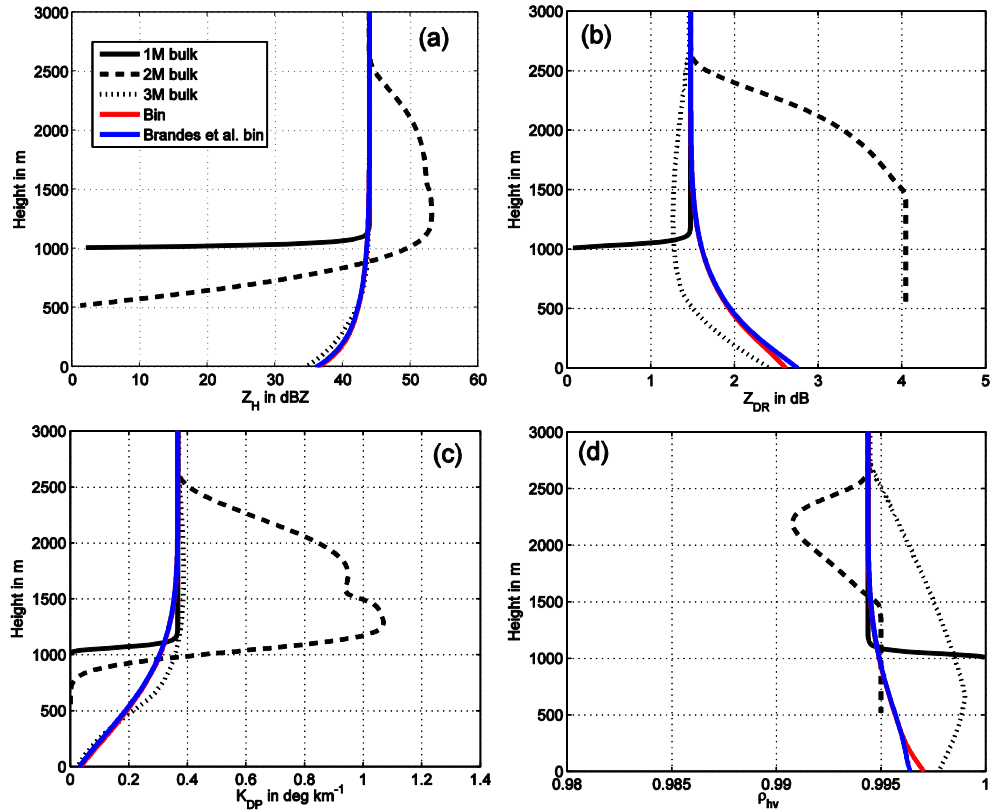 (a)
3000
2500
2000
1500
1000
500
0
Height in m
1M bulk
2M bulk
3M bulk
Bin
Brandes et al. bin
0 10 20 30 40 50 60
Z_H in dBZ
(b)
3000
2500
2000
1500
1000
500
0
Height in m
0 1 2 3 4 5
Z_DR in dB
(c)
3000
2500
2000
1500
1000
500
0
Height in m
0 0.2 0.4 0.6 0.8 1 1.2 1.4
K_DP in deg km⁻¹
(d)
3000
2500
2000
1500
1000
500
0
Height in m
0.98 0.985 0.99 0.995 1
ρ_hv